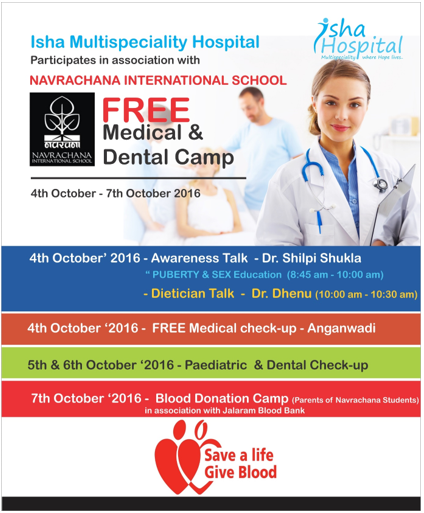 Isha Multispeciality Hospital
Participates in association with
NAVRACHANA INTERNATIONAL SCHOOL
isha
Hospital
Multispeciality where Hope lives..
નવરચના
NAVRACHANA
INTERNATIONAL SCHOOL
FREE
Medical &
Dental Camp
4th October - 7th October 2016
4th October' 2016 - Awareness Talk - Dr. Shilpi Shukla
" PUBERTY & SEX Education (8:45 am - 10:00 am)
- Dietician Talk - Dr. Dhenu (10:00 am - 10:30 am)
4th October '2016 - FREE Medical check-up - Anganwadi
5th & 6th October '2016 - Paediatric & Dental Check-up
7th October '2016 - Blood Donation Camp (Parents of Navrachana Students)
in association with Jalaram Blood Bank
Save a life
Give Blood